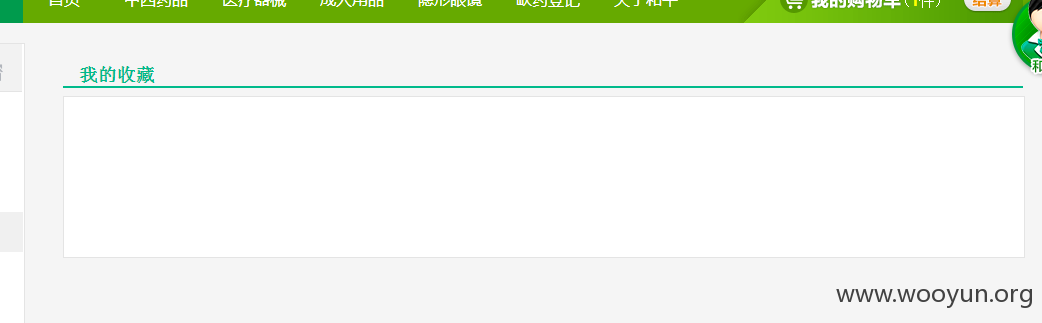 首页 中西药品 医疗器械 成人用品 隐形眼镜 缺药登记 关于和平 我的购物车(1件) 结算
和
我的收藏
www.wooyun.org